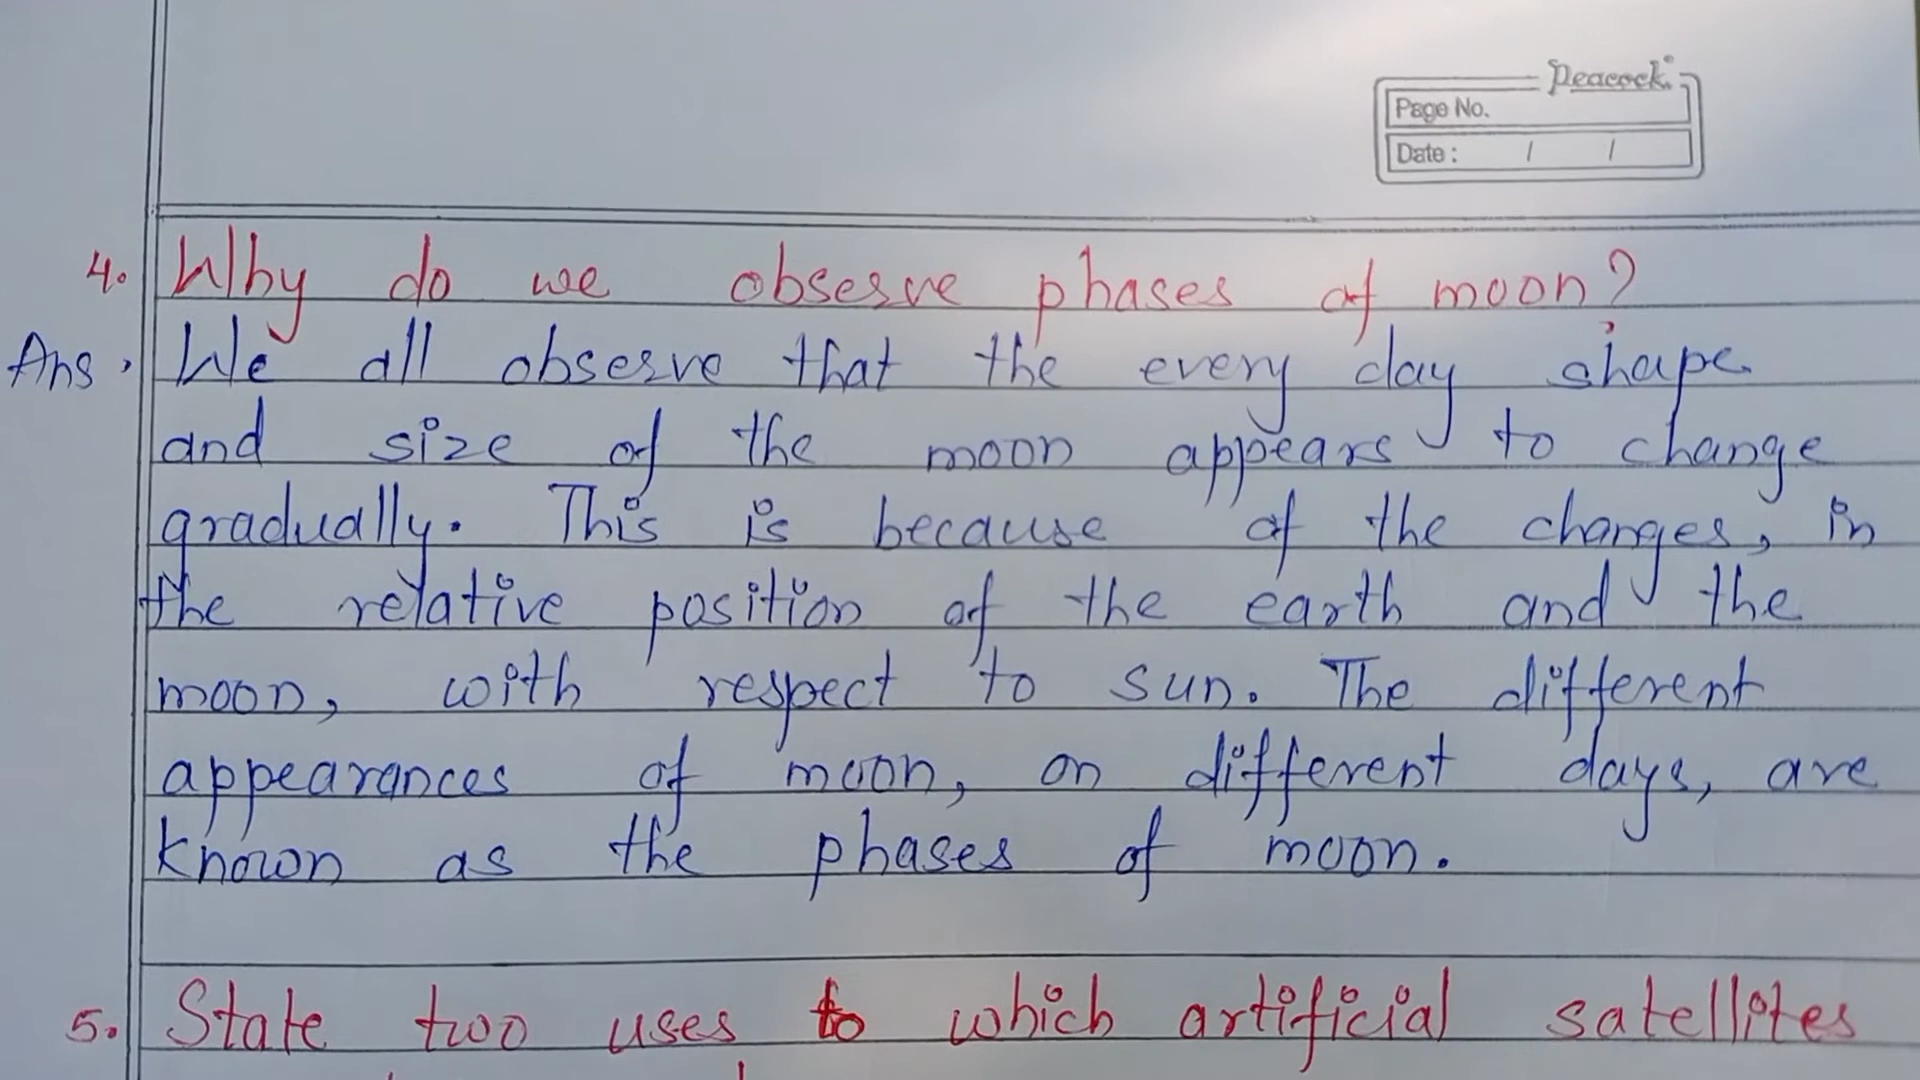 Peacock
Page No.
Date : / /
4. Why do we observe phases of moon?
Ans. We all observe that the every day, shape
and size of the moon appears to change
gradually. This is because of the changes, in
the relative position of the earth and the
moon, with respect to sun. The different
appearances of moon, on different days, are
known as the phases of moon.
5. State two uses to which artificial satellites